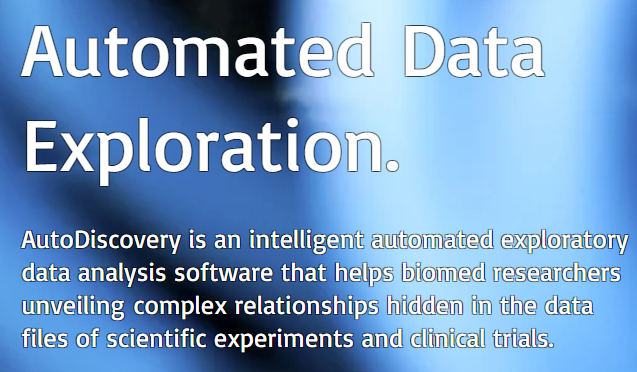 Automated Data
Exploration.
AutoDiscovery is an intelligent automated exploratory
data analysis software that helps biomed researchers
unveiling complex relationships hidden in the data
files of scientific experiments and clinical trials.